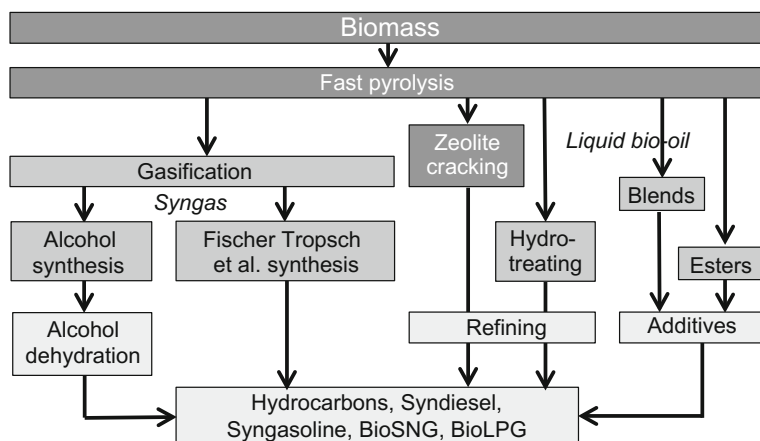 Biomass
Fast pyrolysis
Zeolite
cracking
Liquid bio-oil
Gasification
Syngas
Blends
Alcohol
synthesis
Fischer Tropsch
et al. synthesis
Hydro-
treating
Esters
Alcohol
dehydration
Refining
Additives
Hydrocarbons, Syndiesel,
Syngasoline, BioSNG, BioLPG